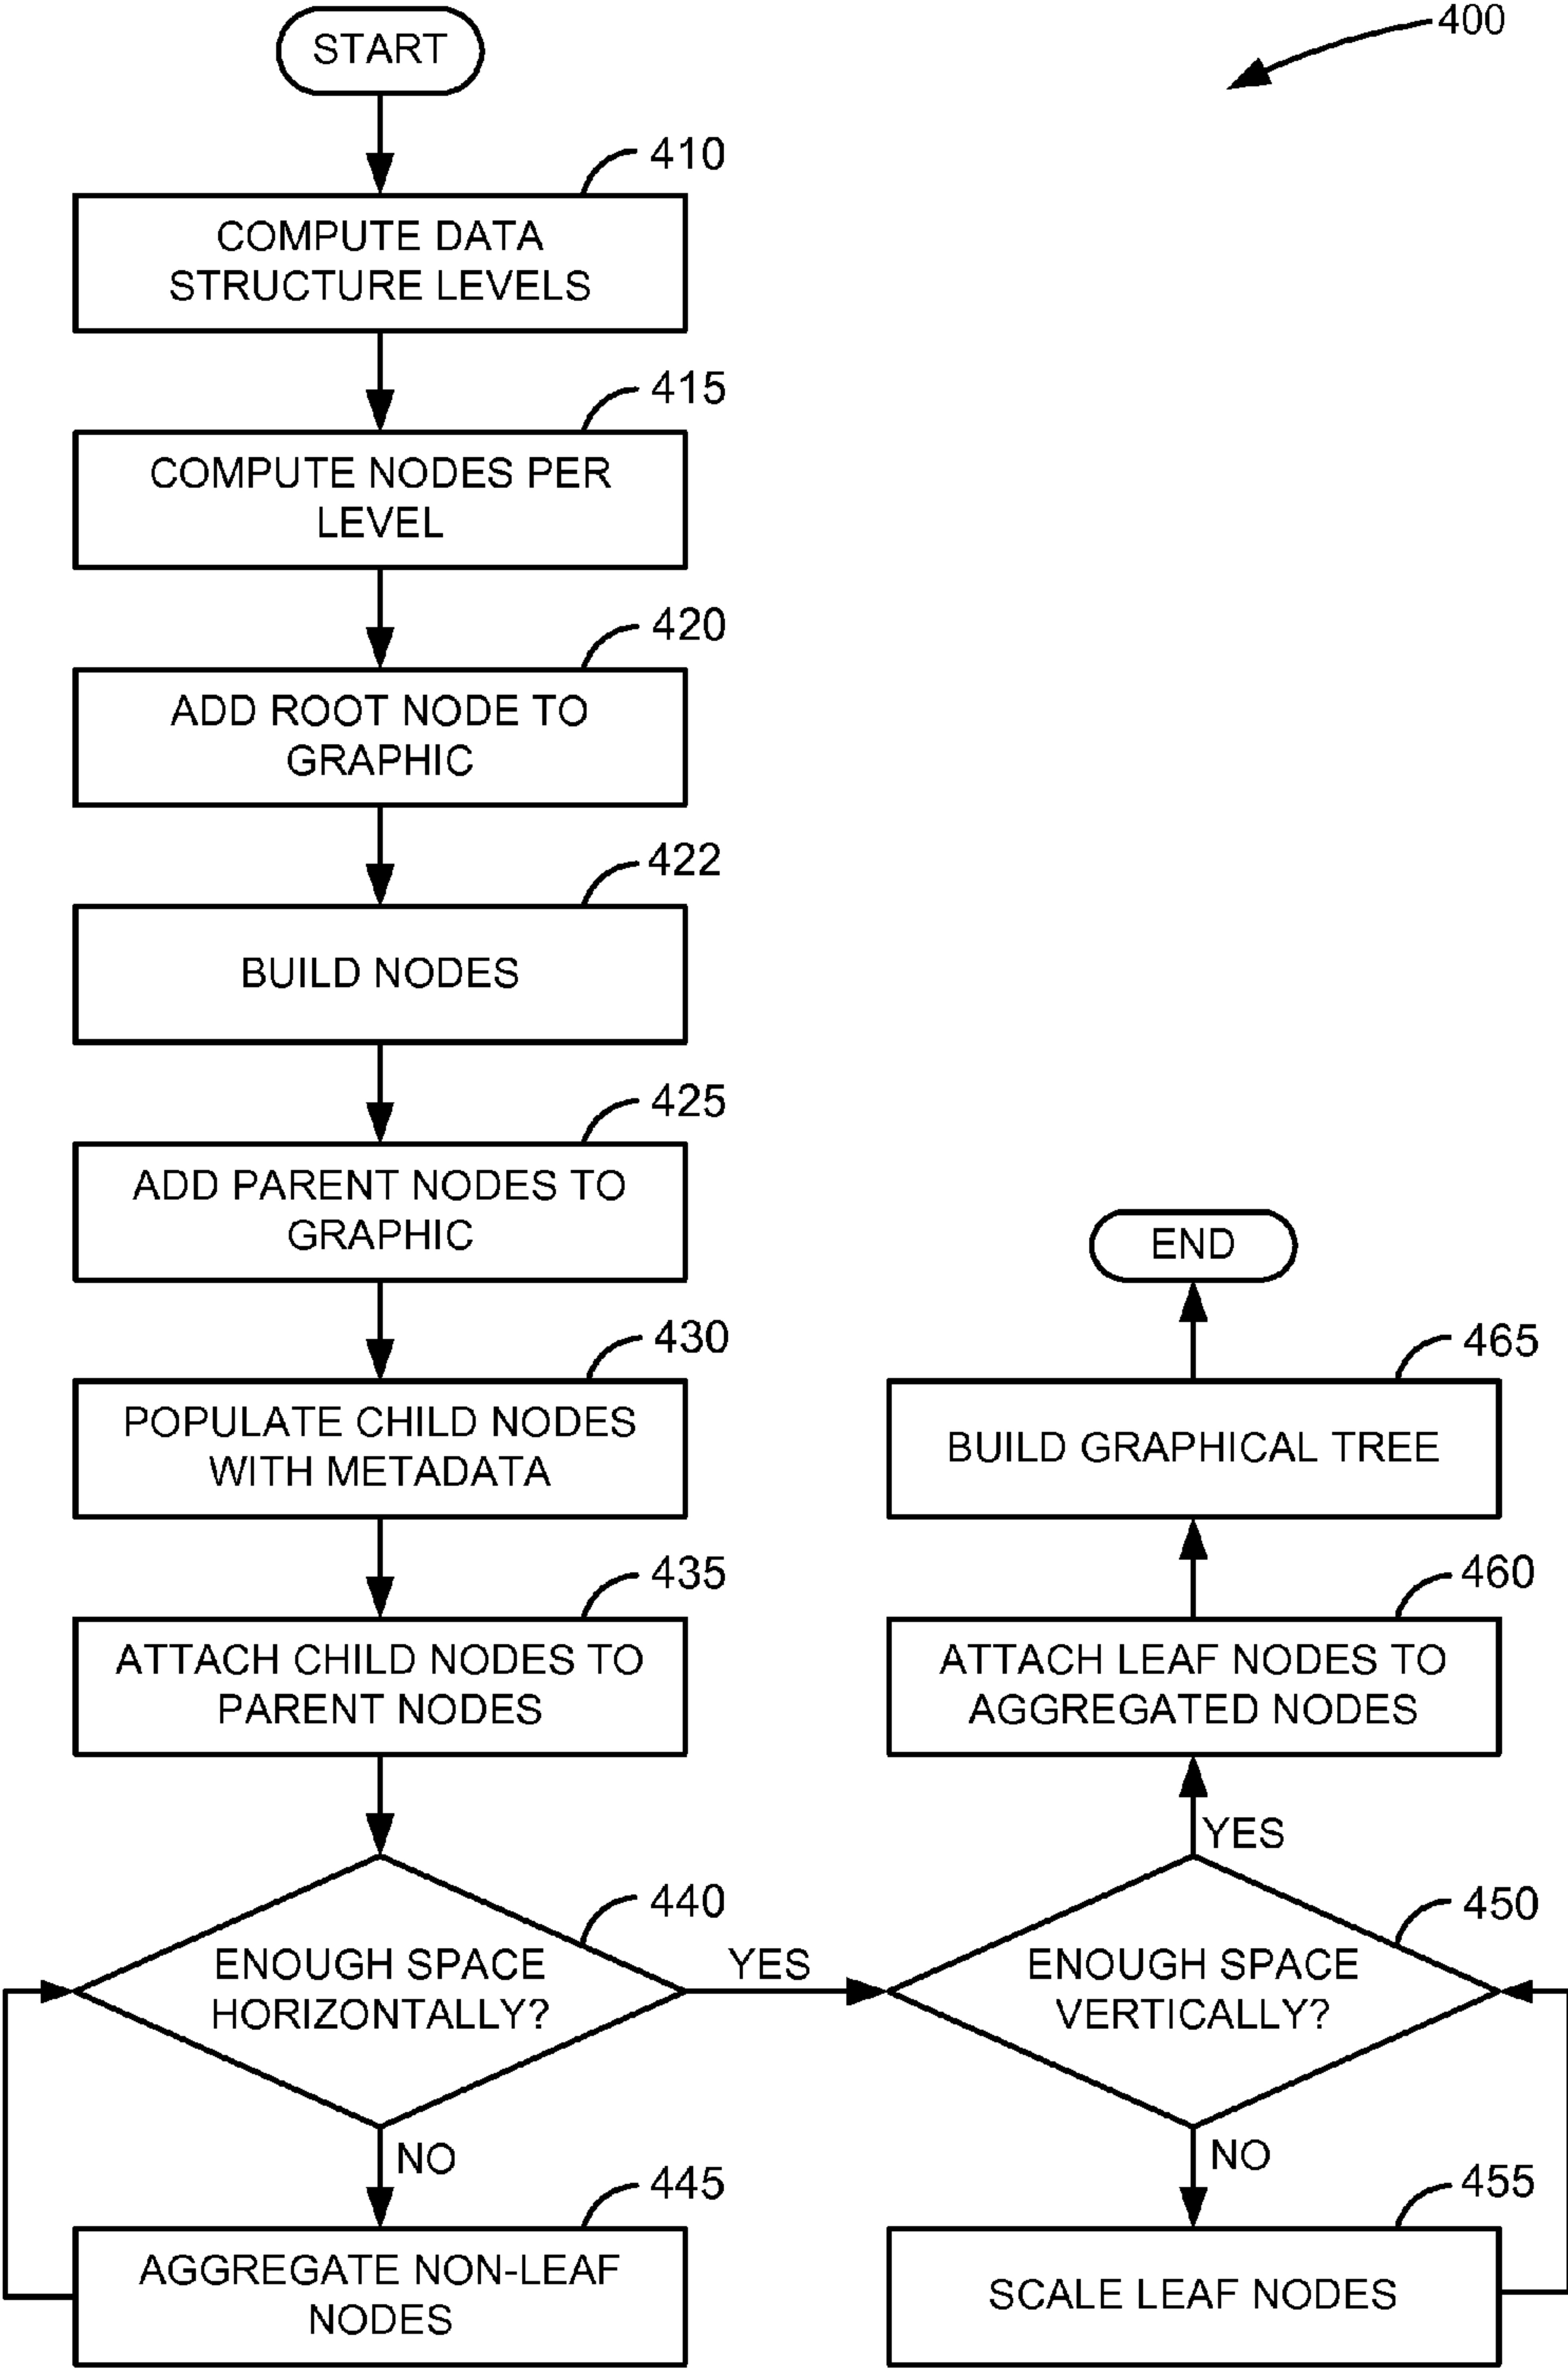 400
START
410
COMPUTE DATA
STRUCTURE LEVELS
415
COMPUTE NODES PER
LEVEL
420
ADD ROOT NODE TO
GRAPHIC
422
BUILD NODES
425
ADD PARENT NODES TO
GRAPHIC
430
POPULATE CHILD NODES
WITH METADATA
435
ATTACH CHILD NODES TO
PARENT NODES
440
ENOUGH SPACE
HORIZONTALLY?
YES
NO
445
AGGREGATE NON-LEAF
NODES
450
ENOUGH SPACE
VERTICALLY?
NO
455
SCALE LEAF NODES
YES
460
ATTACH LEAF NODES TO
AGGREGATED NODES
465
BUILD GRAPHICAL TREE
END